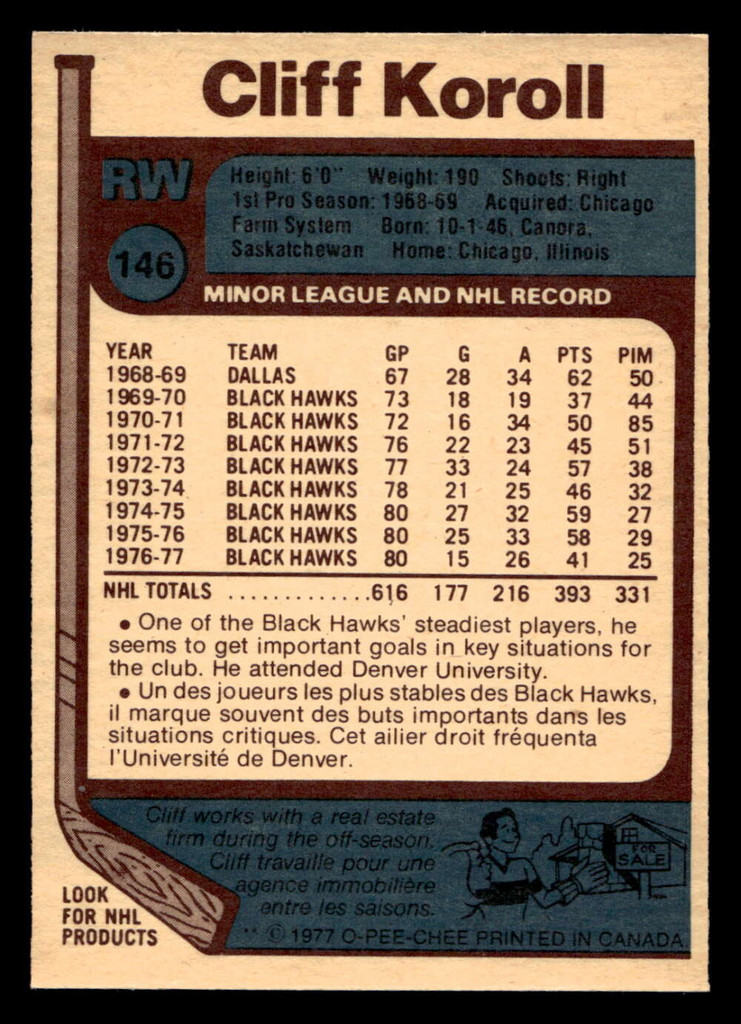 Cliff Koroll
RW
Height: 6'0" Weight: 190 Shoots: Right
1st Pro Season: 1968-69 Acquired: Chicago
Farm System Born: 10-1-46, Canora,
Saskatchewan Home: Chicago, Illinois
146
MINOR LEAGUE AND NHL RECORD
YEAR TEAM GP G A PTS PIM
1968-69 DALLAS 67 28 34 62 50
1969-70 BLACK HAWKS 73 18 19 37 44
1970-71 BLACK HAWKS 72 16 34 50 85
1971-72 BLACK HAWKS 76 22 23 45 51
1972-73 BLACK HAWKS 77 33 24 57 38
1973-74 BLACK HAWKS 78 21 25 46 32
1974-75 BLACK HAWKS 80 27 32 59 27
1975-76 BLACK HAWKS 80 25 33 58 29
1976-77 BLACK HAWKS 80 15 26 41 25
NHL TOTALS .............616 177 216 393 331
• One of the Black Hawks' steadiest players, he
seems to get important goals in key situations for
the club. He attended Denver University.
• Un des joueurs les plus stables des Black Hawks,
il marque souvent des buts importants dans les
situations critiques. Cet ailier droit fréquenta
l'Université de Denver.
Cliff works with a real estate
firm during the off-season.
Cliff travaille pour une
agence immobilière
entre les saisons.
FOR
SALE
LOOK
FOR NHL
PRODUCTS
** © 1977 O-PEE-CHEE PRINTED IN CANADA